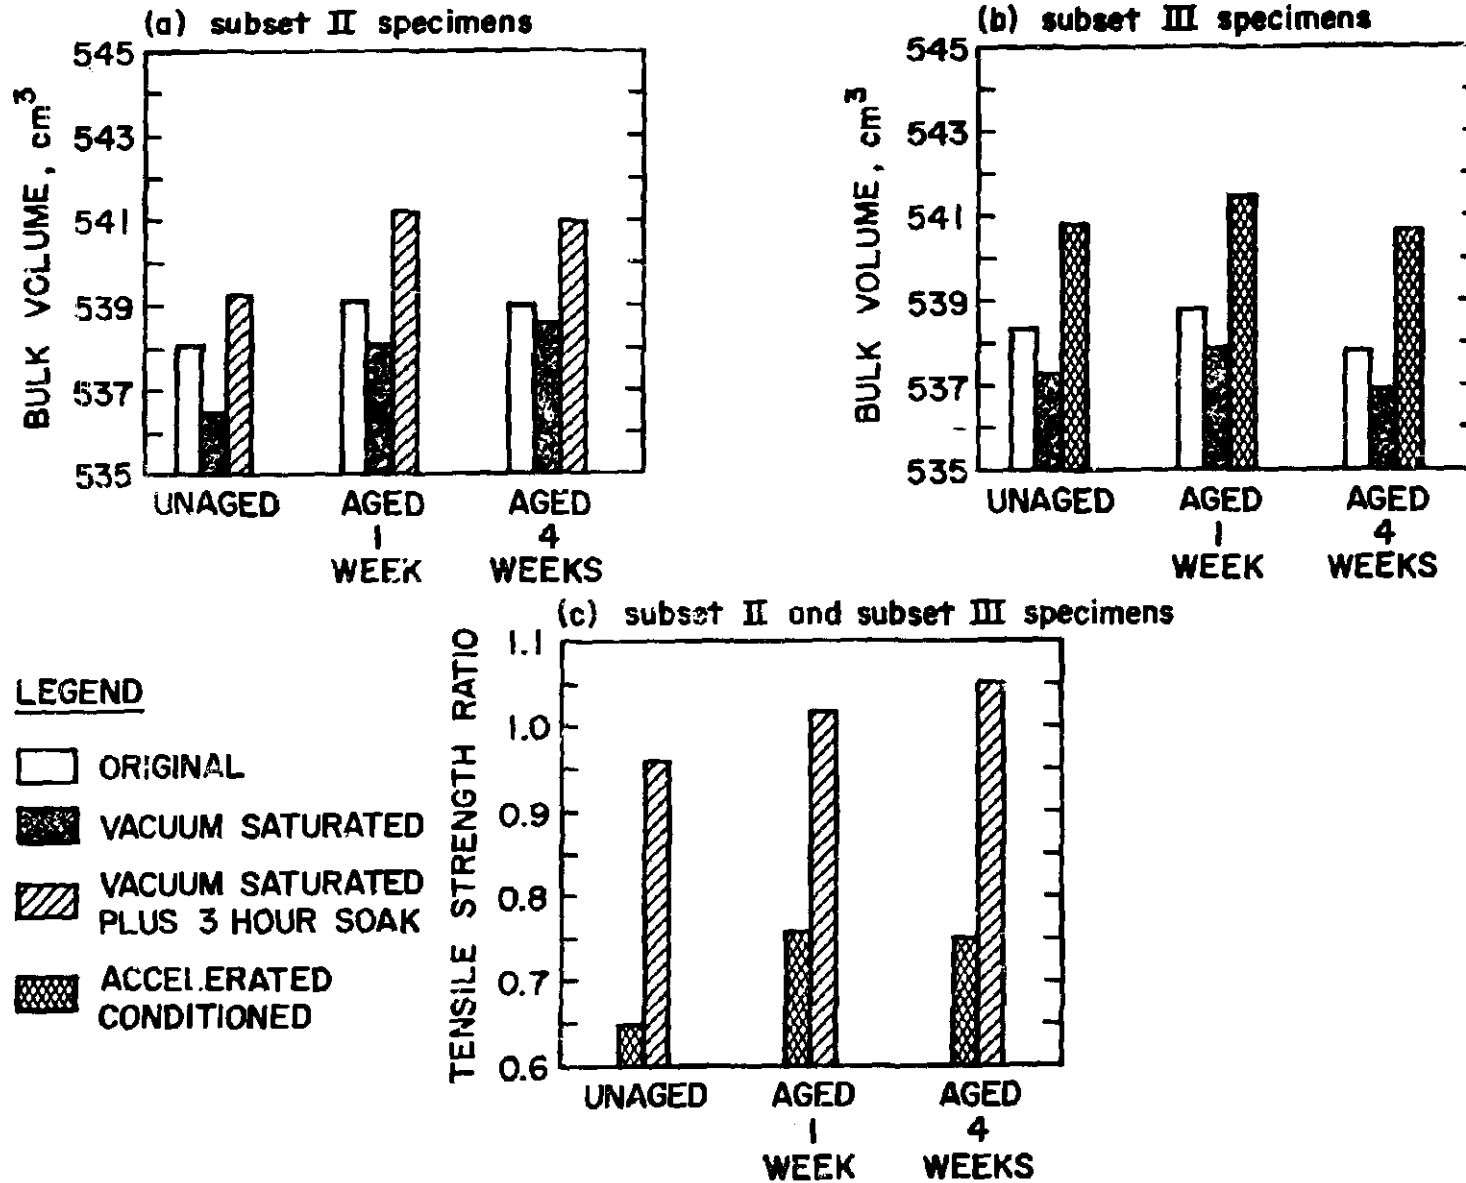 (a) subset II specimens
545
543
541
539
537
535
BULK VOLUME, cm³
UNAGED
AGED
1
WEEK
AGED
4
WEEKS
(b) subset III specimens
545
543
541
539
537
535
BULK VOLUME, cm³
UNAGED
AGED
1
WEEK
AGED
4
WEEKS
(c) subset II and subset III specimens
1.1
1.0
0.9
0.8
0.7
0.6
TENSILE STRENGTH RATIO
UNAGED
AGED
1
WEEK
AGED
4
WEEKS
LEGEND
ORIGINAL
VACUUM SATURATED
VACUUM SATURATED
PLUS 3 HOUR SOAK
ACCELERATED
CONDITIONED